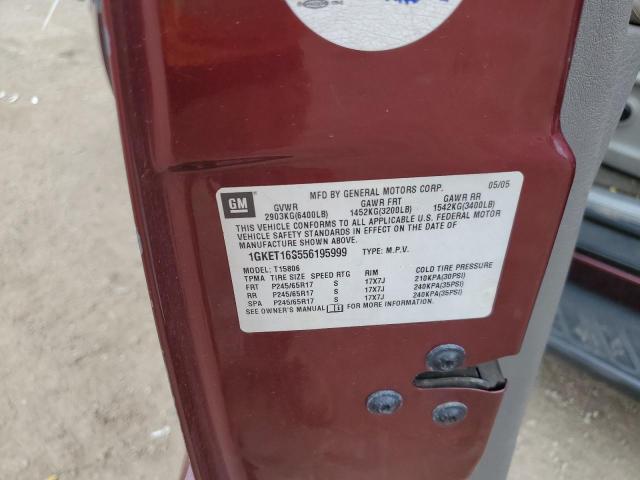 MFD BY GENERAL MOTORS CORP. 05/05
GM
GVWR GAWR FRT GAWR RR
2903KG(6400LB) 1452KG(3200LB) 1542KG(3400LB)
THIS VEHICLE CONFORMS TO ALL APPLICABLE U.S. FEDERAL MOTOR
VEHICLE SAFETY STANDARDS IN EFFECT ON THE DATE OF
MANUFACTURE SHOWN ABOVE.
1GKET16S556195999 TYPE: M.P.V.
MODEL: T15806
TPMA TIRE SIZE SPEED RTG RIM COLD TIRE PRESSURE
FRT P245/65R17 S 17X7J 210KPA(30PSI)
RR P245/65R17 S 17X7J 240KPA(35PSI)
SPA P245/65R17 S 17X7J 240KPA(35PSI)
SEE OWNER'S MANUAL FOR MORE INFORMATION.